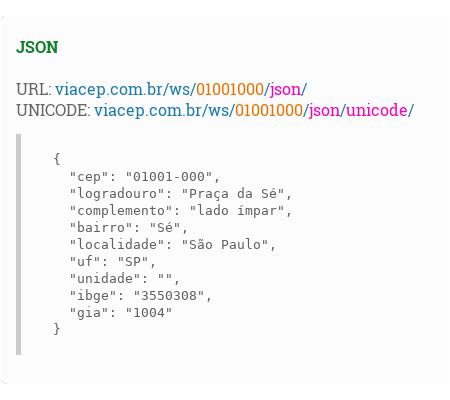 JSON
URL: viacep.com.br/ws/01001000/json/
UNICODE: viacep.com.br/ws/01001000/json/unicode/
{
"cep": "01001-000",
"logradouro": "Praça da Sé",
"complemento": "lado ímpar",
"bairro": "Sé",
"localidade": "São Paulo",
"uf": "SP",
"unidade": "",
"ibge": "3550308",
"gia": "1004"
}